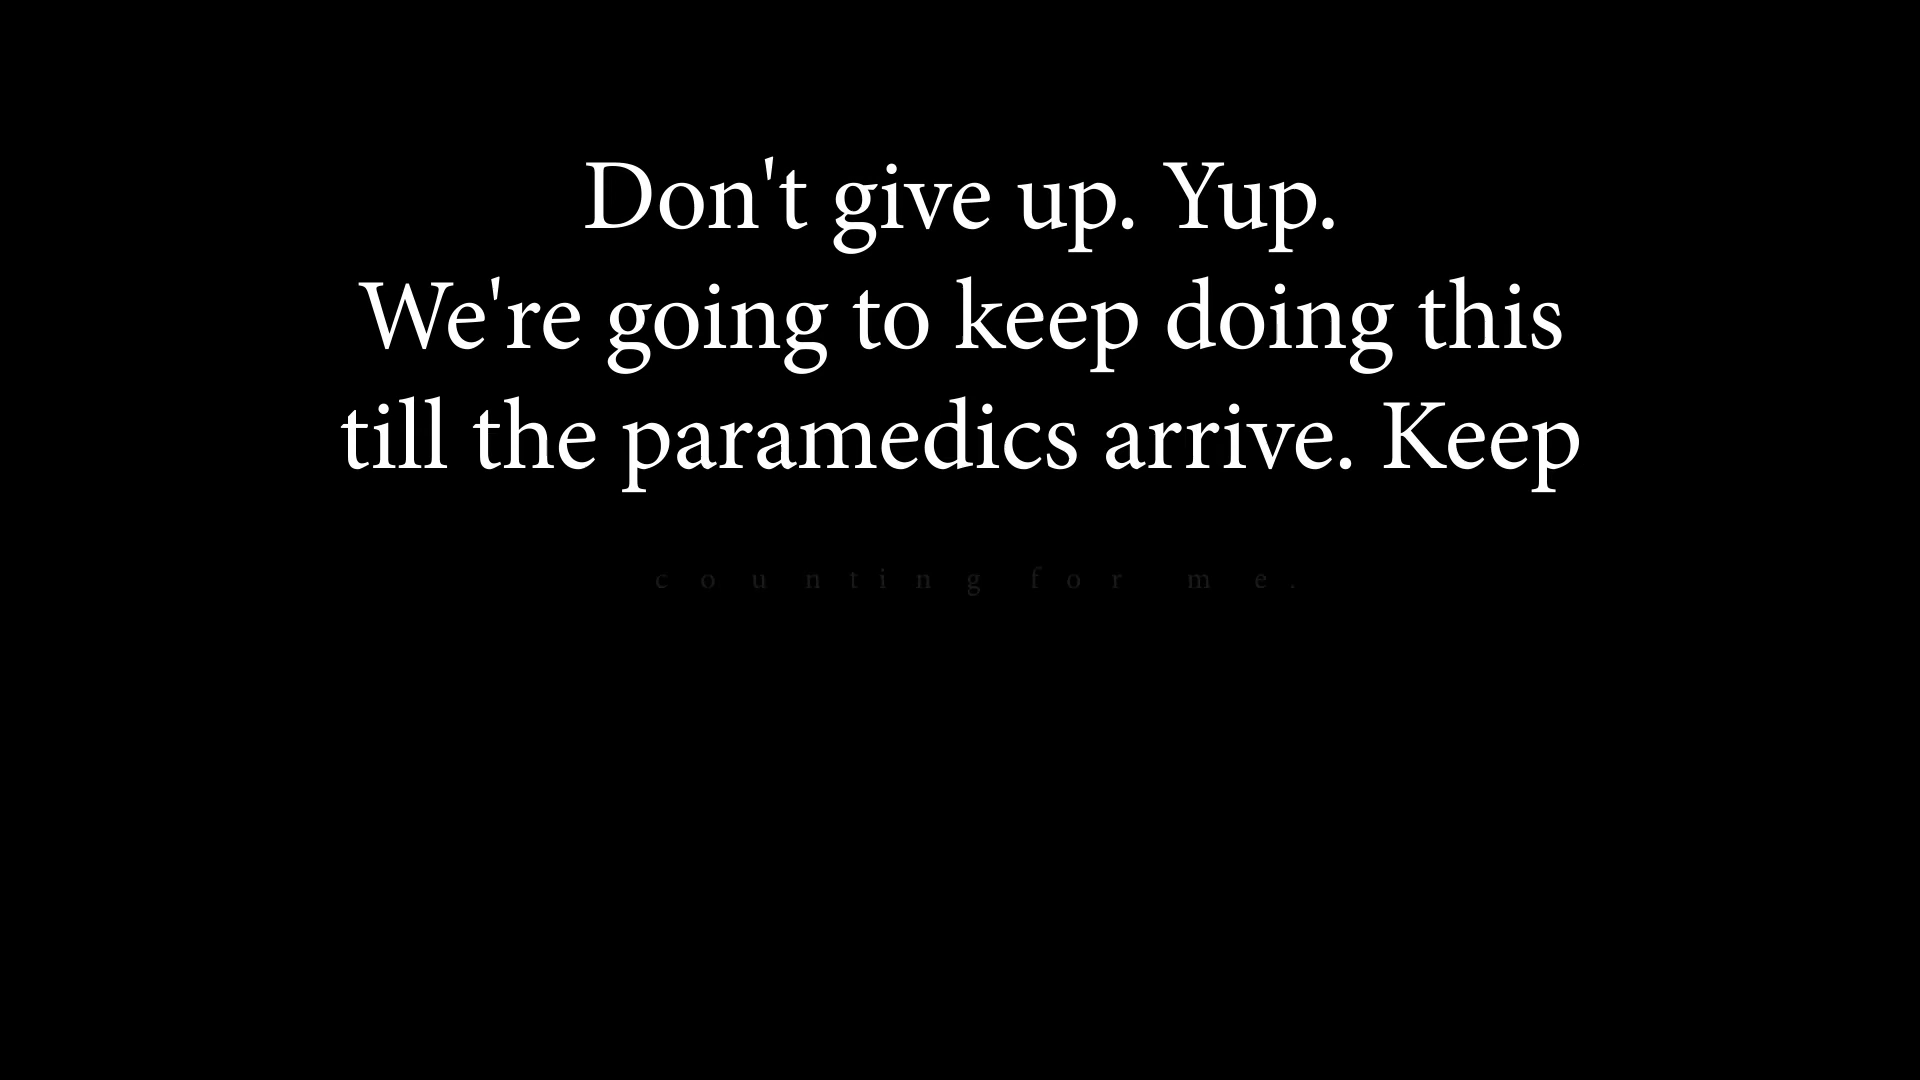 Don't give up. Yup.
We're going to keep doing this
till the paramedics arrive. Keep
counting for me.